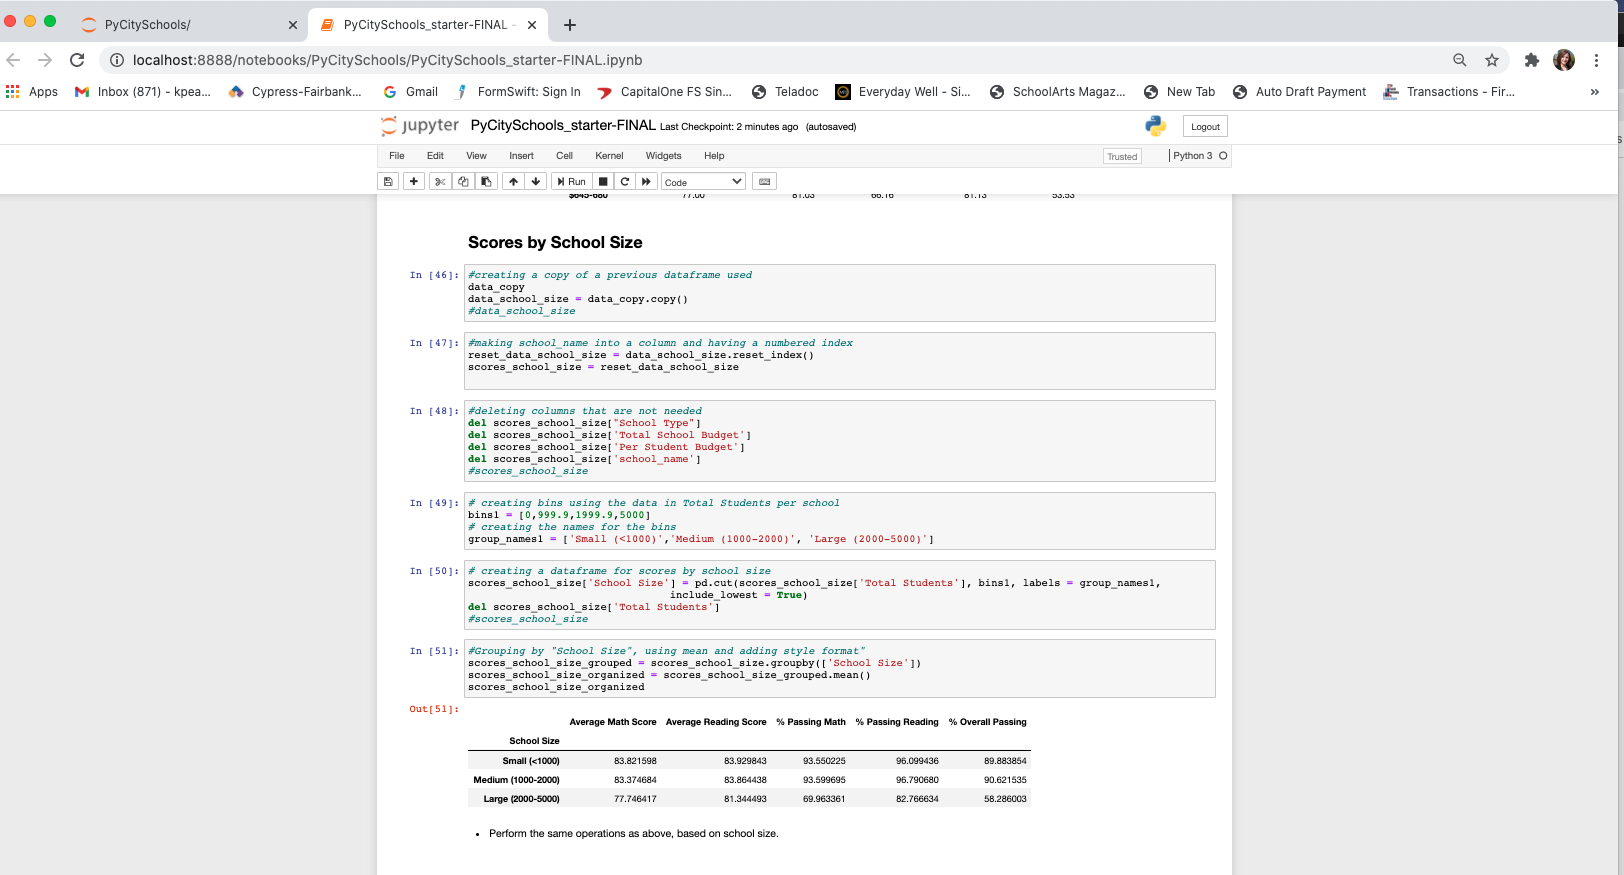 PyCitySchools/
PyCitySchools_starter-FINAL -
localhost:8888/notebooks/PyCitySchools/PyCitySchools_starter-FINAL.ipynb
Apps
Inbox (871) - kpea...
Cypress-Fairbank...
Gmail
FormSwift: Sign In
CapitalOne FS Sin...
Teladoc
Everyday Well - Si...
SchoolArts Magaz...
New Tab
Auto Draft Payment
Transactions - Fir...
»
jupyter PyCitySchools_starter-FINAL Last Checkpoint: 2 minutes ago (autosaved)
Logout
File Edit View Insert Cell Kernel Widgets Help
Trusted
Python 3
Run
Code
$645-680 77.00 81.03 66.16 81.13 53.53
Scores by School Size
In [46]: #creating a copy of a previous dataframe used
data_copy
data_school_size = data_copy.copy()
#data_school_size
In [47]: #making school_name into a column and having a numbered index
reset_data_school_size = data_school_size.reset_index()
scores_school_size = reset_data_school_size
In [48]: #deleting columns that are not needed
del scores_school_size["School Type"]
del scores_school_size['Total School Budget']
del scores_school_size['Per Student Budget']
del scores_school_size['school_name']
#scores_school_size
In [49]: # creating bins using the data in Total Students per school
bins1 = [0,999.9,1999.9,5000]
# creating the names for the bins
group_names1 = ['Small (<1000)','Medium (1000-2000)', 'Large (2000-5000)']
In [50]: # creating a dataframe for scores by school size
scores_school_size['School Size'] = pd.cut(scores_school_size['Total Students'], bins1, labels = group_names1,
include_lowest = True)
del scores_school_size['Total Students']
#scores_school_size
In [51]: #Grouping by "School Size", using mean and adding style format"
scores_school_size_grouped = scores_school_size.groupby(['School Size'])
scores_school_size_organized = scores_school_size_grouped.mean()
scores_school_size_organized
Out[51]:
Average Math Score Average Reading Score % Passing Math % Passing Reading % Overall Passing
School Size
Small (<1000) 83.821598 83.929843 93.550225 96.099436 89.883854
Medium (1000-2000) 83.374684 83.864438 93.599695 96.790680 90.621535
Large (2000-5000) 77.746417 81.344493 69.963361 82.766634 58.286003
• Perform the same operations as above, based on school size.